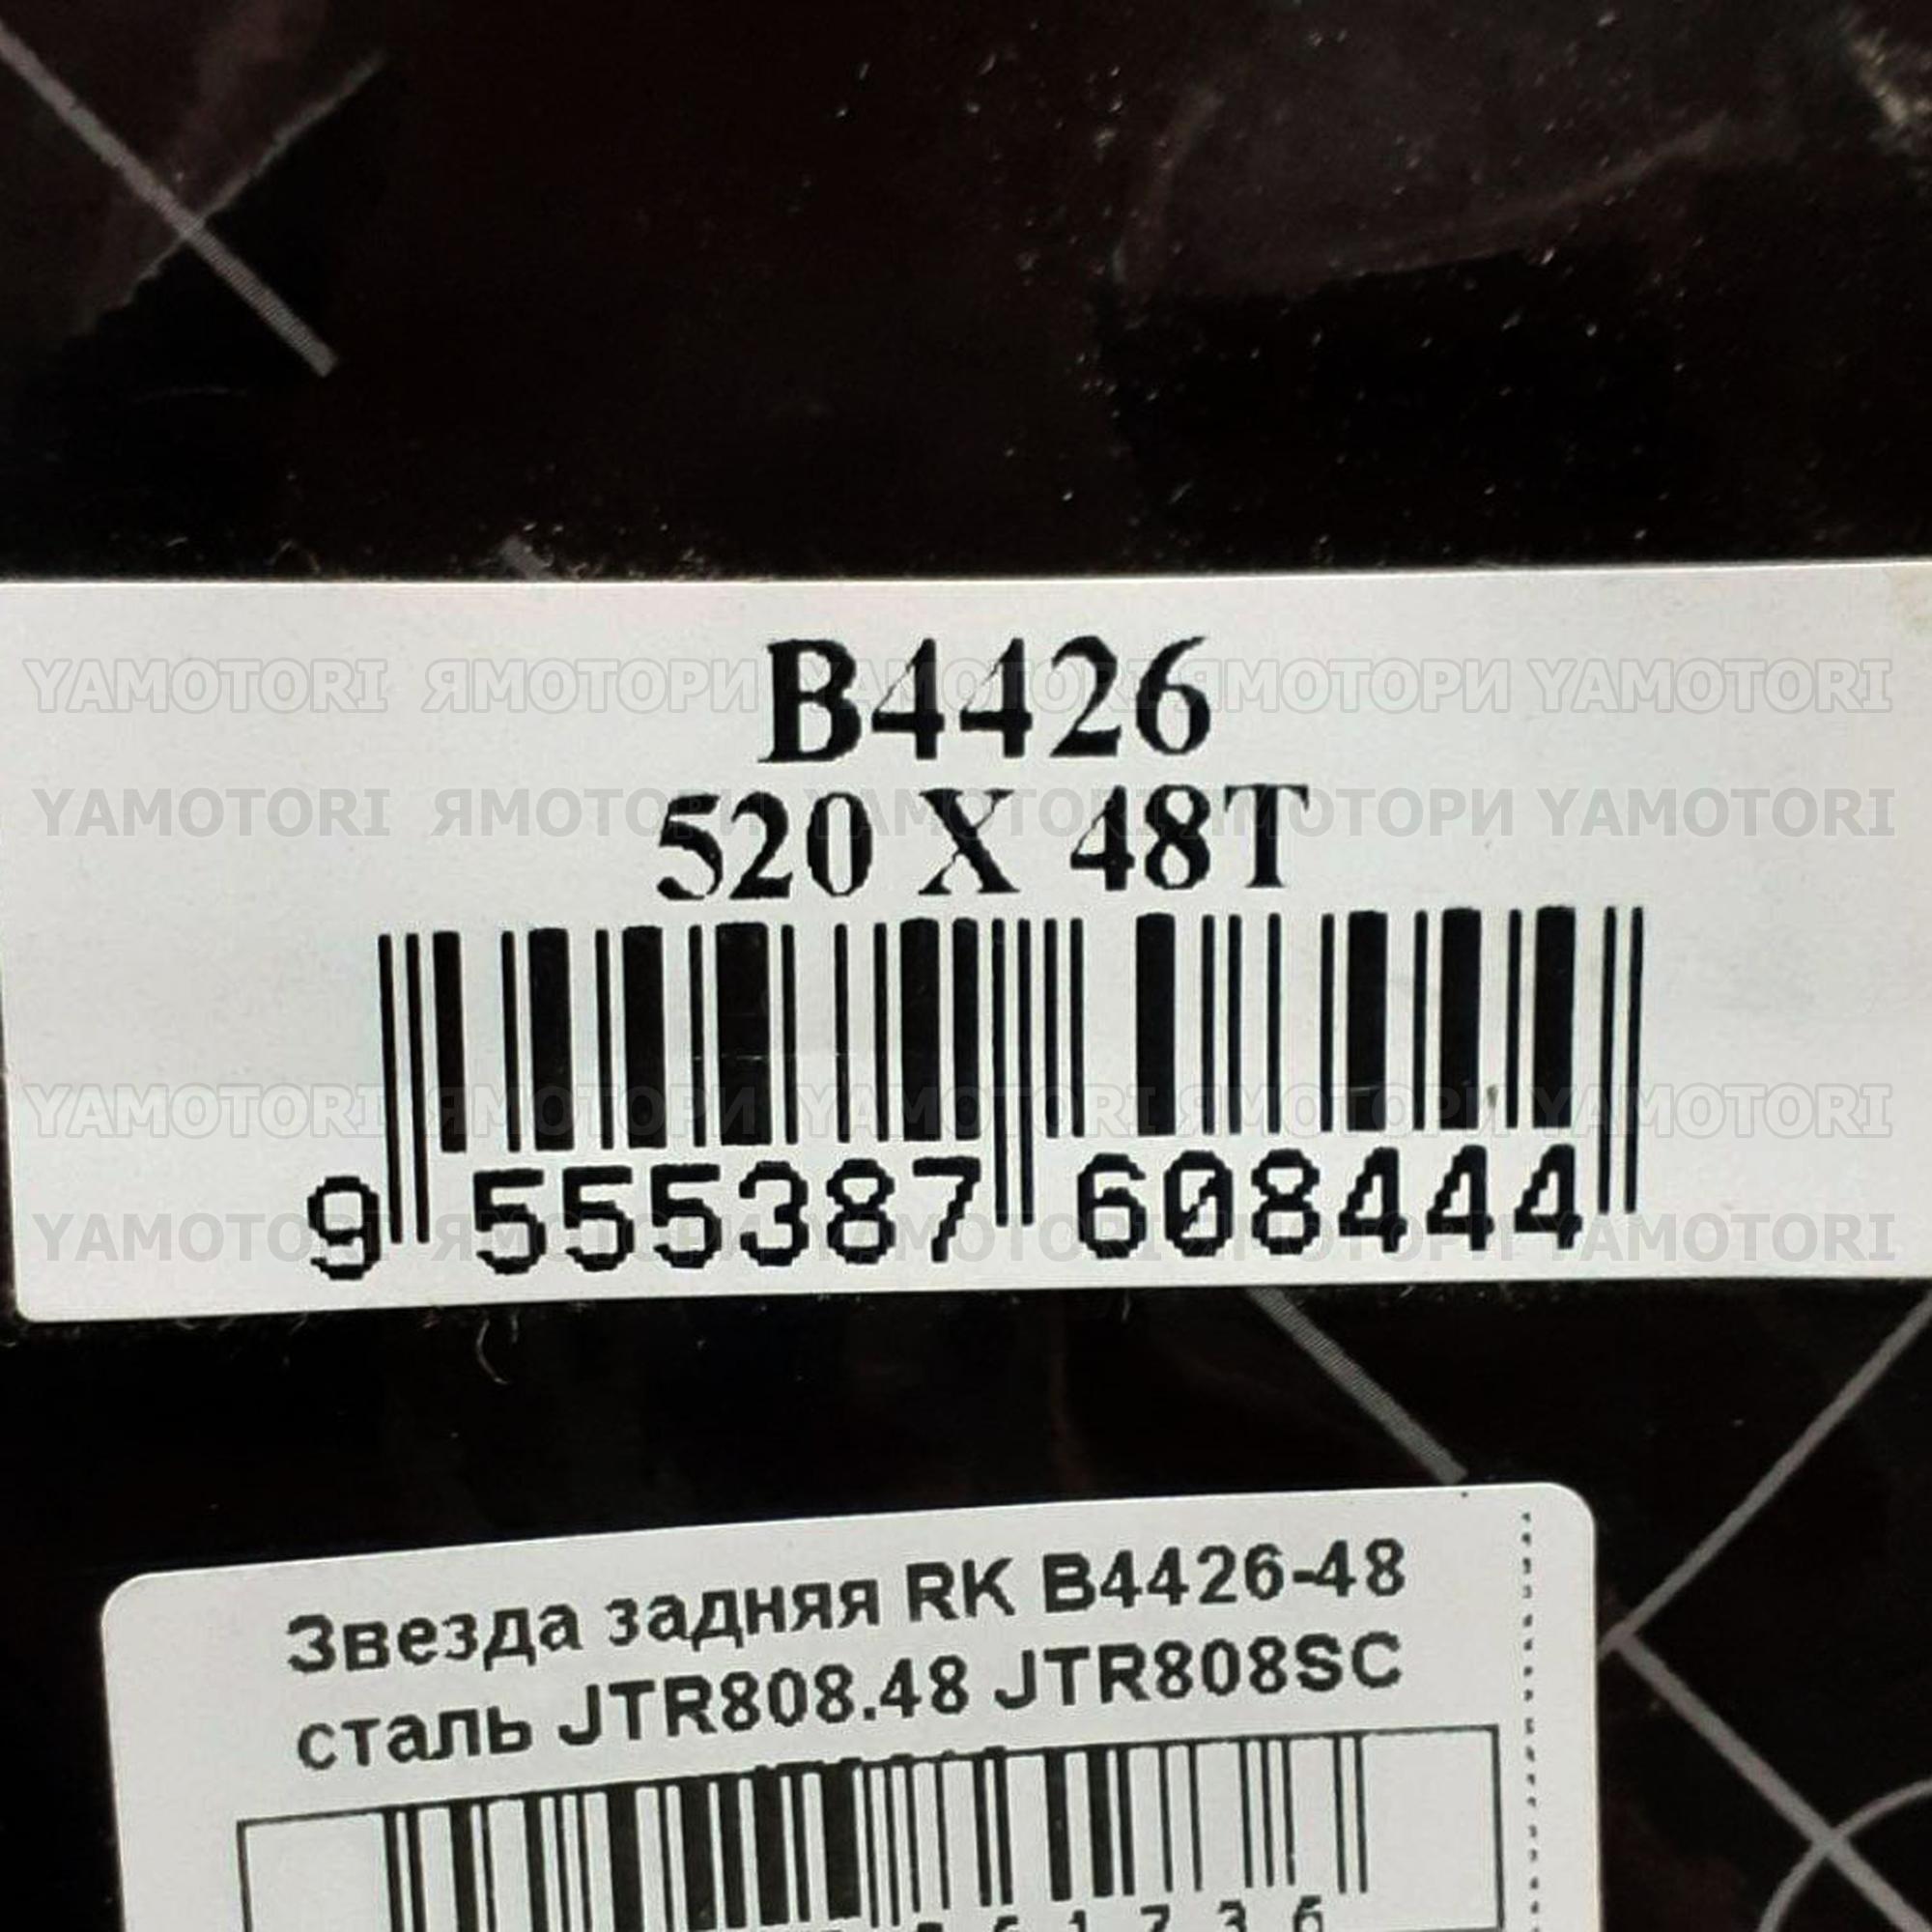 B4426
YAMOTORI ЯМОТОРИ YAMOTORI ЯМОТОРИ YAMOTORI
520 X 48T
YAMOTORI ЯМОТОРИ YAMOTORI ЯМОТОРИ YAMOTORI
YAMOTORI ЯМОТОРИ YAMOTORI ЯМОТОРИ YAMOTORI
9 555387 608444
YAMOTORI ЯМОТОРИ YAMOTORI ЯМОТОРИ YAMOTORI
Звезда задняя RK B4426-48
сталь JTR808.48 JTR808SC